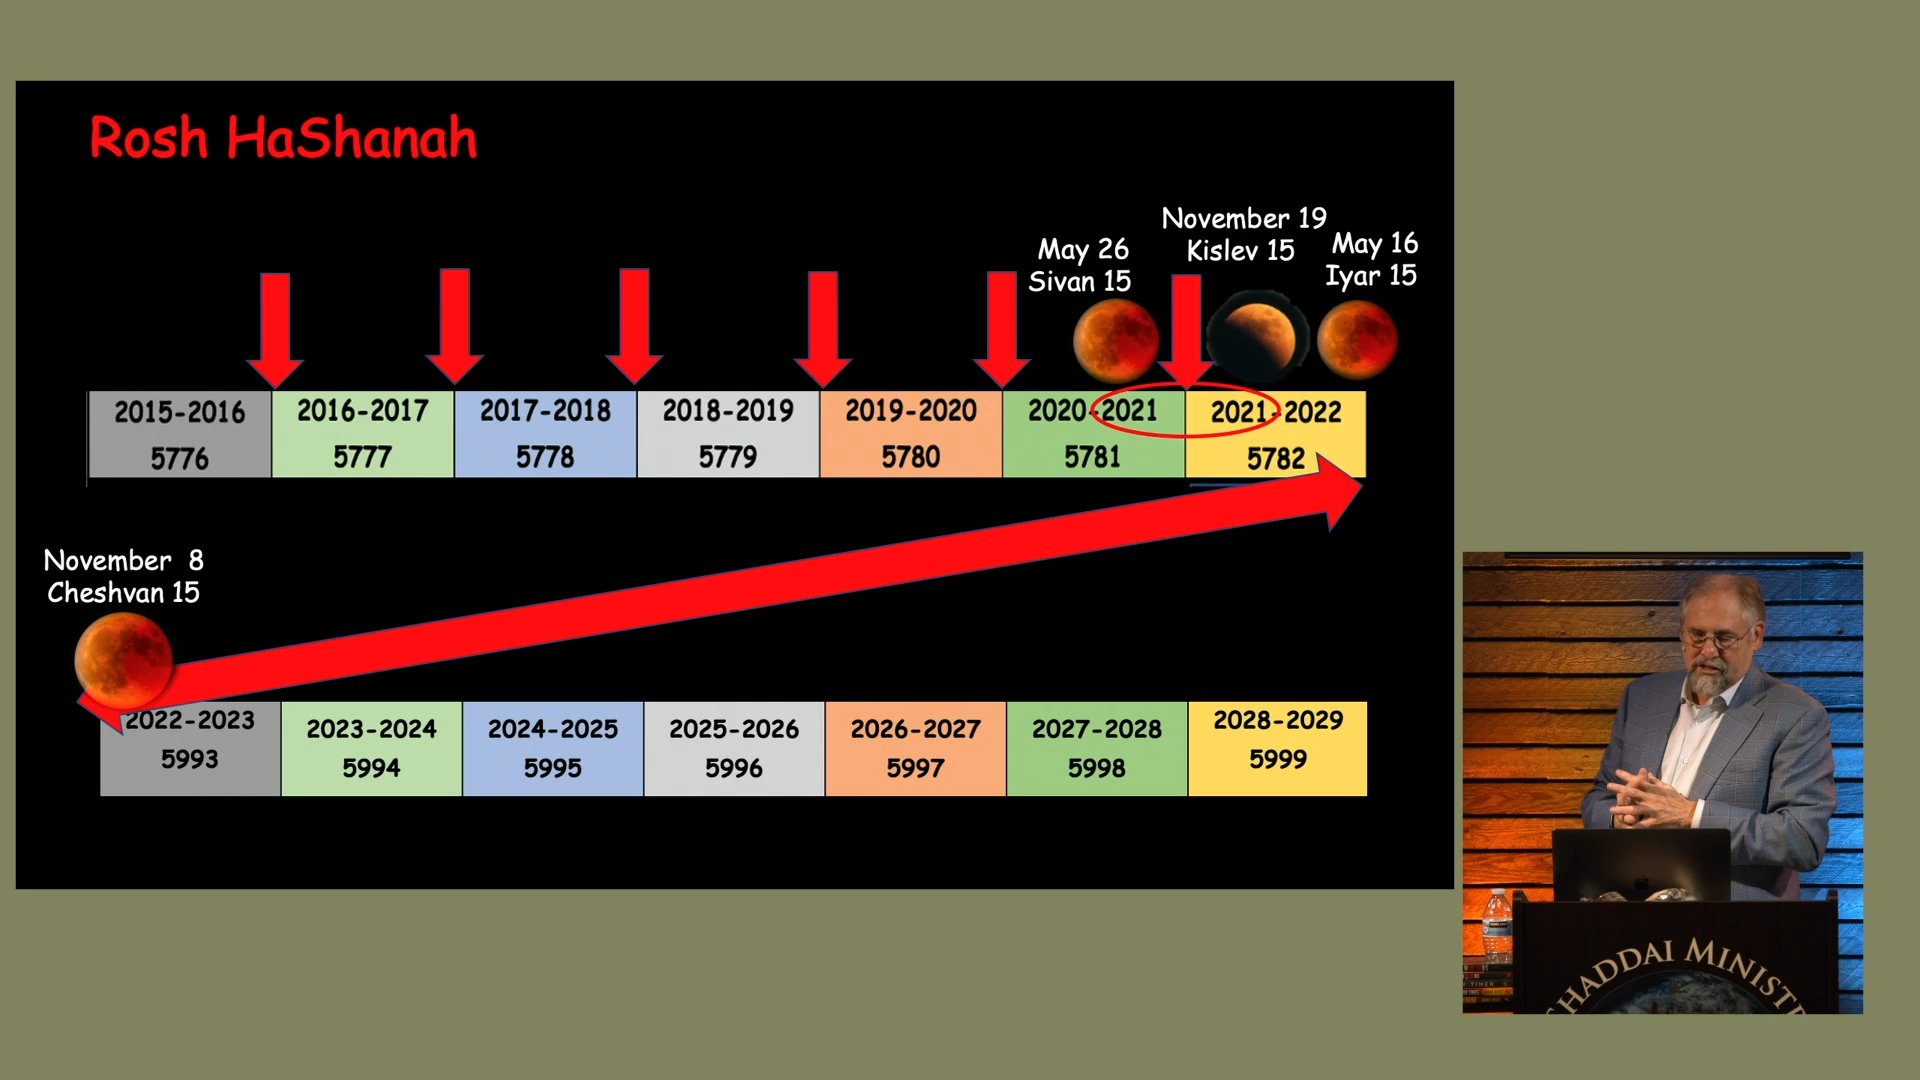 Rosh HaShanah
November 19
Kislev 15
May 26
Sivan 15
May 16
Iyar 15
2015-2016
5776
2016-2017
5777
2017-2018
5778
2018-2019
5779
2019-2020
5780
2020-2021
5781
2021-2022
5782
November 8
Cheshvan 15
2022-2023
5993
2023-2024
5994
2024-2025
5995
2025-2026
5996
2026-2027
5997
2027-2028
5998
2028-2029
5999
SHADDAI MINISTR